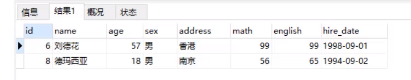 信息 结果1 概况 状态
id name age sex address math english hire_date
6 刘德花 57 男 香港 99 99 1998-09-01
8 德玛西亚 18 男 南京 56 65 1994-09-02